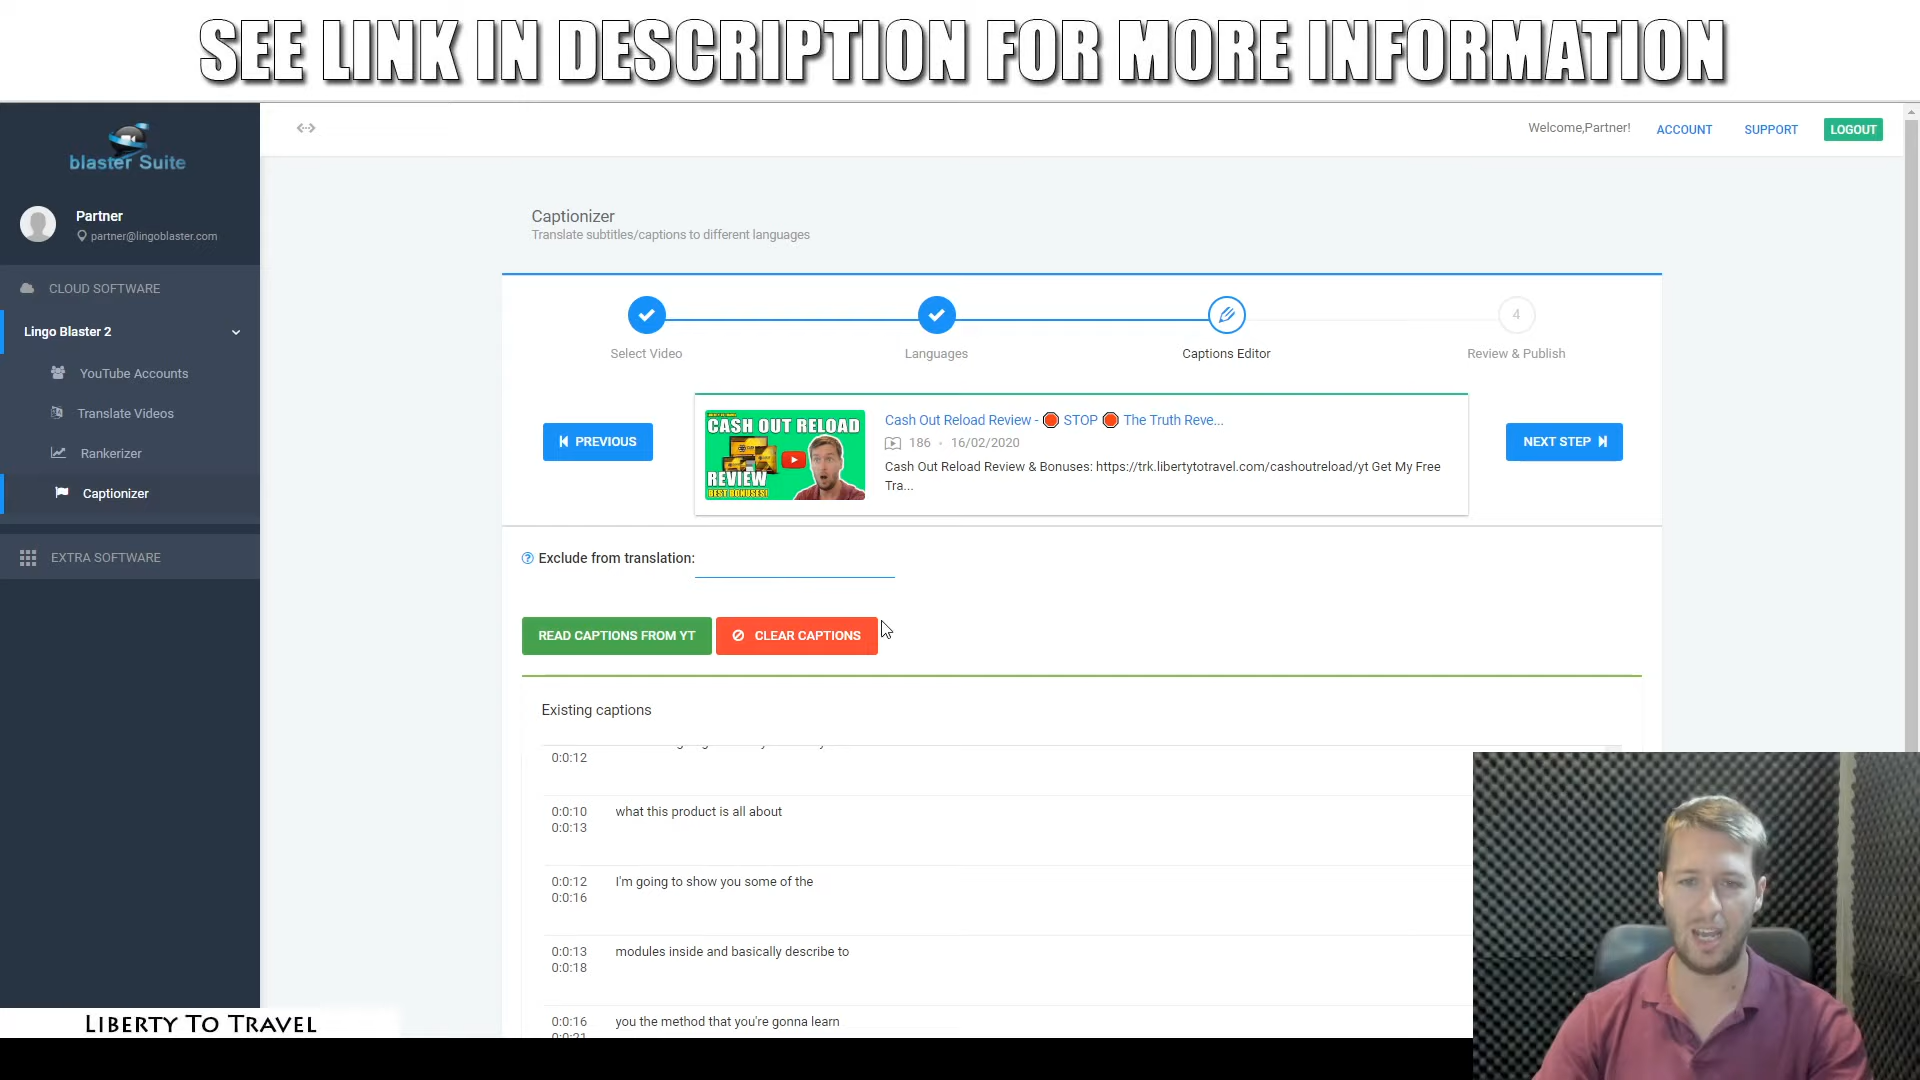 SEE LINK IN DESCRIPTION FOR MORE INFORMATION
blaster Suite
Welcome,Partner!
ACCOUNT
SUPPORT
LOGOUT
Partner
partner@lingoblaster.com
CLOUD SOFTWARE
Lingo Blaster 2
YouTube Accounts
Translate Videos
Rankerizer
Captionizer
EXTRA SOFTWARE
Captionizer
Translate subtitles/captions to different languages
4
Select Video
Languages
Captions Editor
Review & Publish
PREVIOUS
CASH OUT RELOAD
REVIEW
BEST BONUSES!
Cash Out Reload Review - 🛑 STOP 🛑 The Truth Reve...
186 • 16/02/2020
Cash Out Reload Review & Bonuses: https://trk.libertytotravel.com/cashoutreload/yt Get My Free
Tra...
NEXT STEP
Exclude from translation:
READ CAPTIONS FROM YT
CLEAR CAPTIONS
Existing captions
0:0:12
0:0:10
what this product is all about
0:0:13
0:0:12
I'm going to show you some of the
0:0:16
0:0:13
modules inside and basically describe to
0:0:18
0:0:16
you the method that you're gonna learn
0:0:21
LIBERTY TO TRAVEL